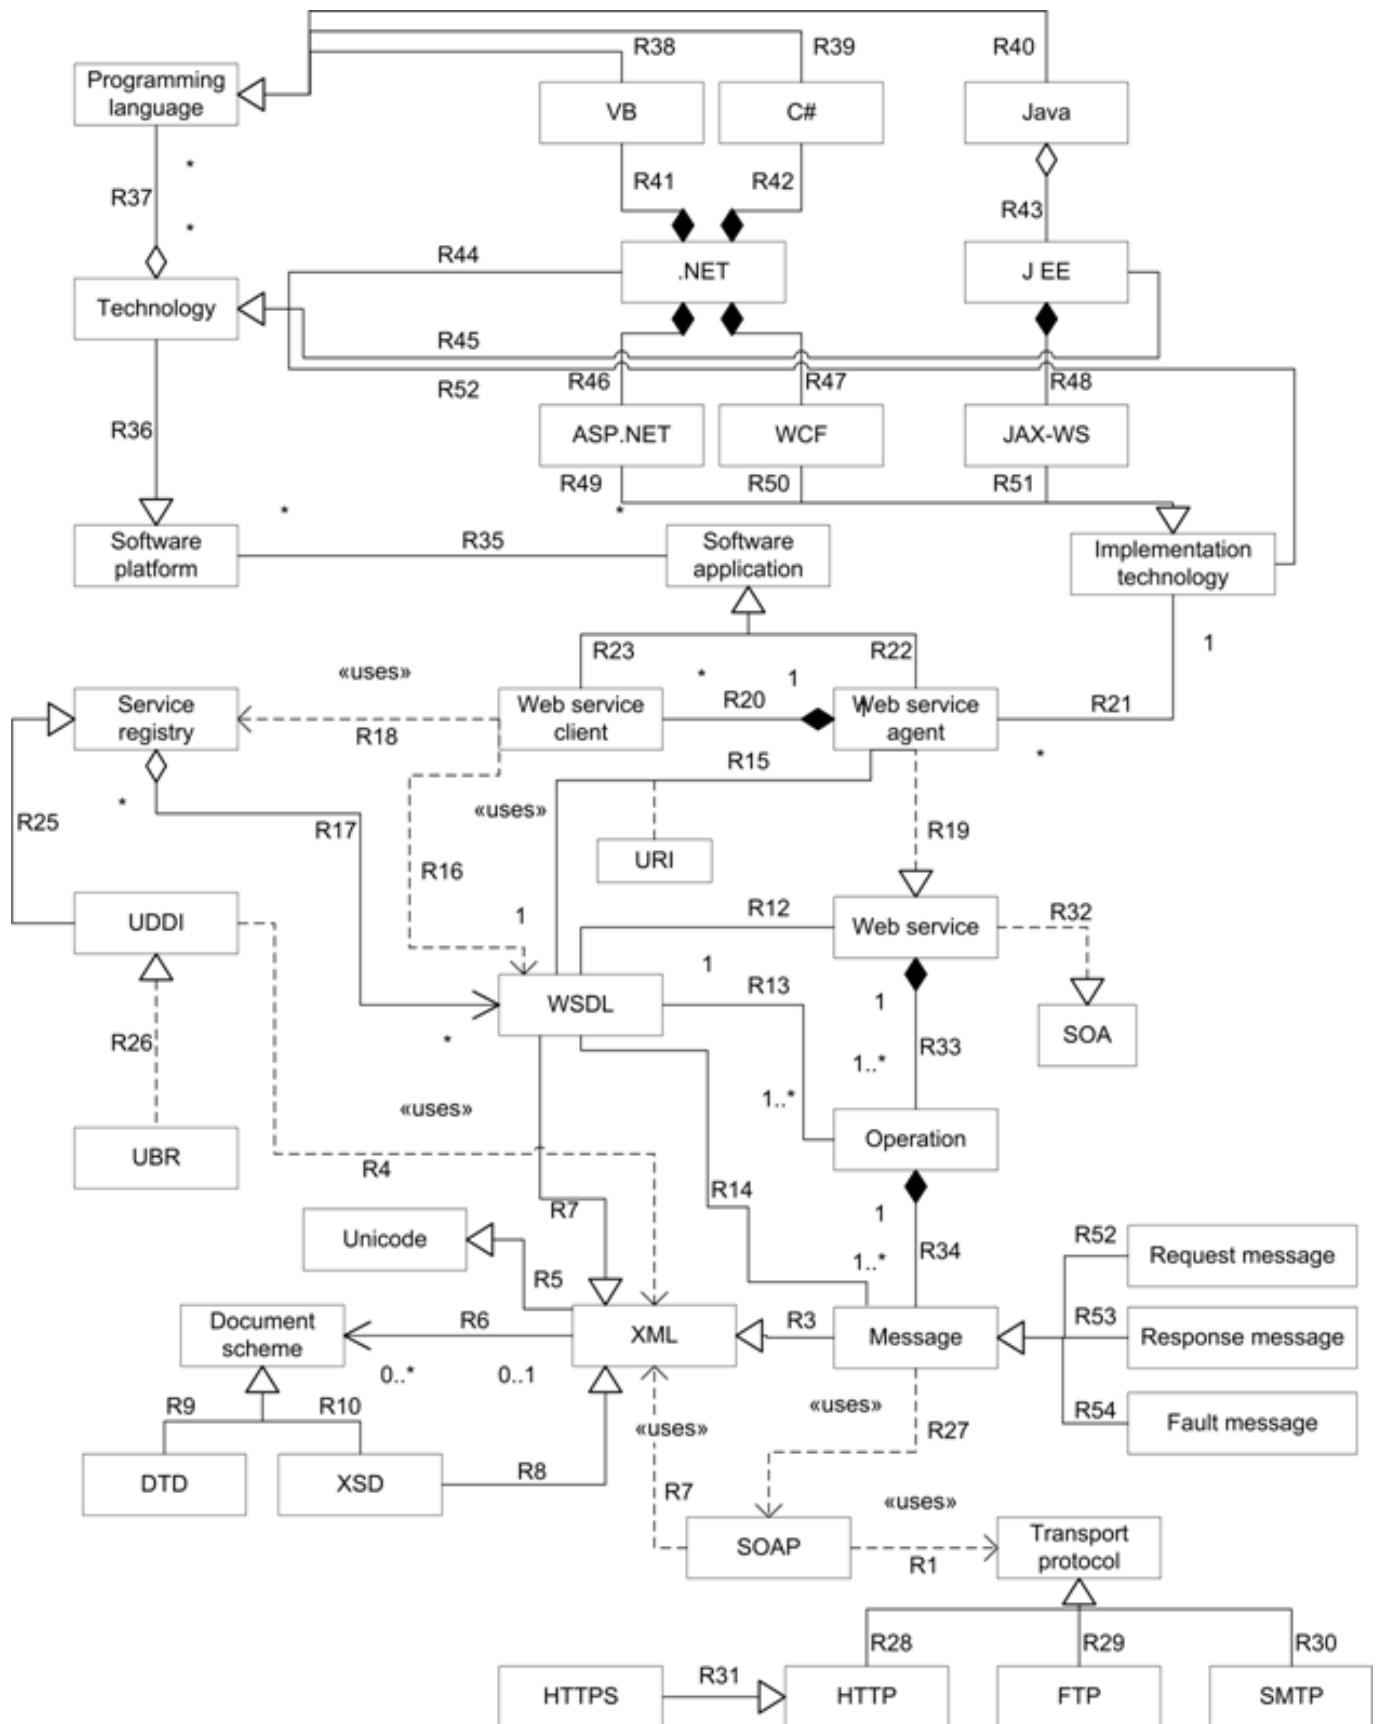 R38
R39
R40
Programming
language
VB
C#
Java
*
R37
*
R41
R42
R43
R44
.NET
J EE
Technology
R45
R52
R46
R47
R48
R36
ASP.NET
WCF
JAX-WS
R49
R50
R51
*
*
Software
platform
R35
Software
application
Implementation
technology
R23
R22
1
«uses»
*
1
Service
registry
R18
Web service
client
R20
Web service
agent
R21
*
R15
*
«uses»
R25
R17
R16
URI
R19
UDDI
1
R12
Web service
R32
1
R13
WSDL
1
SOA
R26
*
R33
1..*
«uses»
1..*
UBR
R4
Operation
R14
R7
1
Unicode
R34
R52
Request message
R5
1..*
Document
scheme
R6
XML
R3
Message
R53
Response message
0..*
0..1
R9
R10
«uses»
«uses»
R27
R54
Fault message
DTD
XSD
R8
R7
«uses»
SOAP
R1
Transport
protocol
R28
R29
R30
HTTPS
R31
HTTP
FTP
SMTP